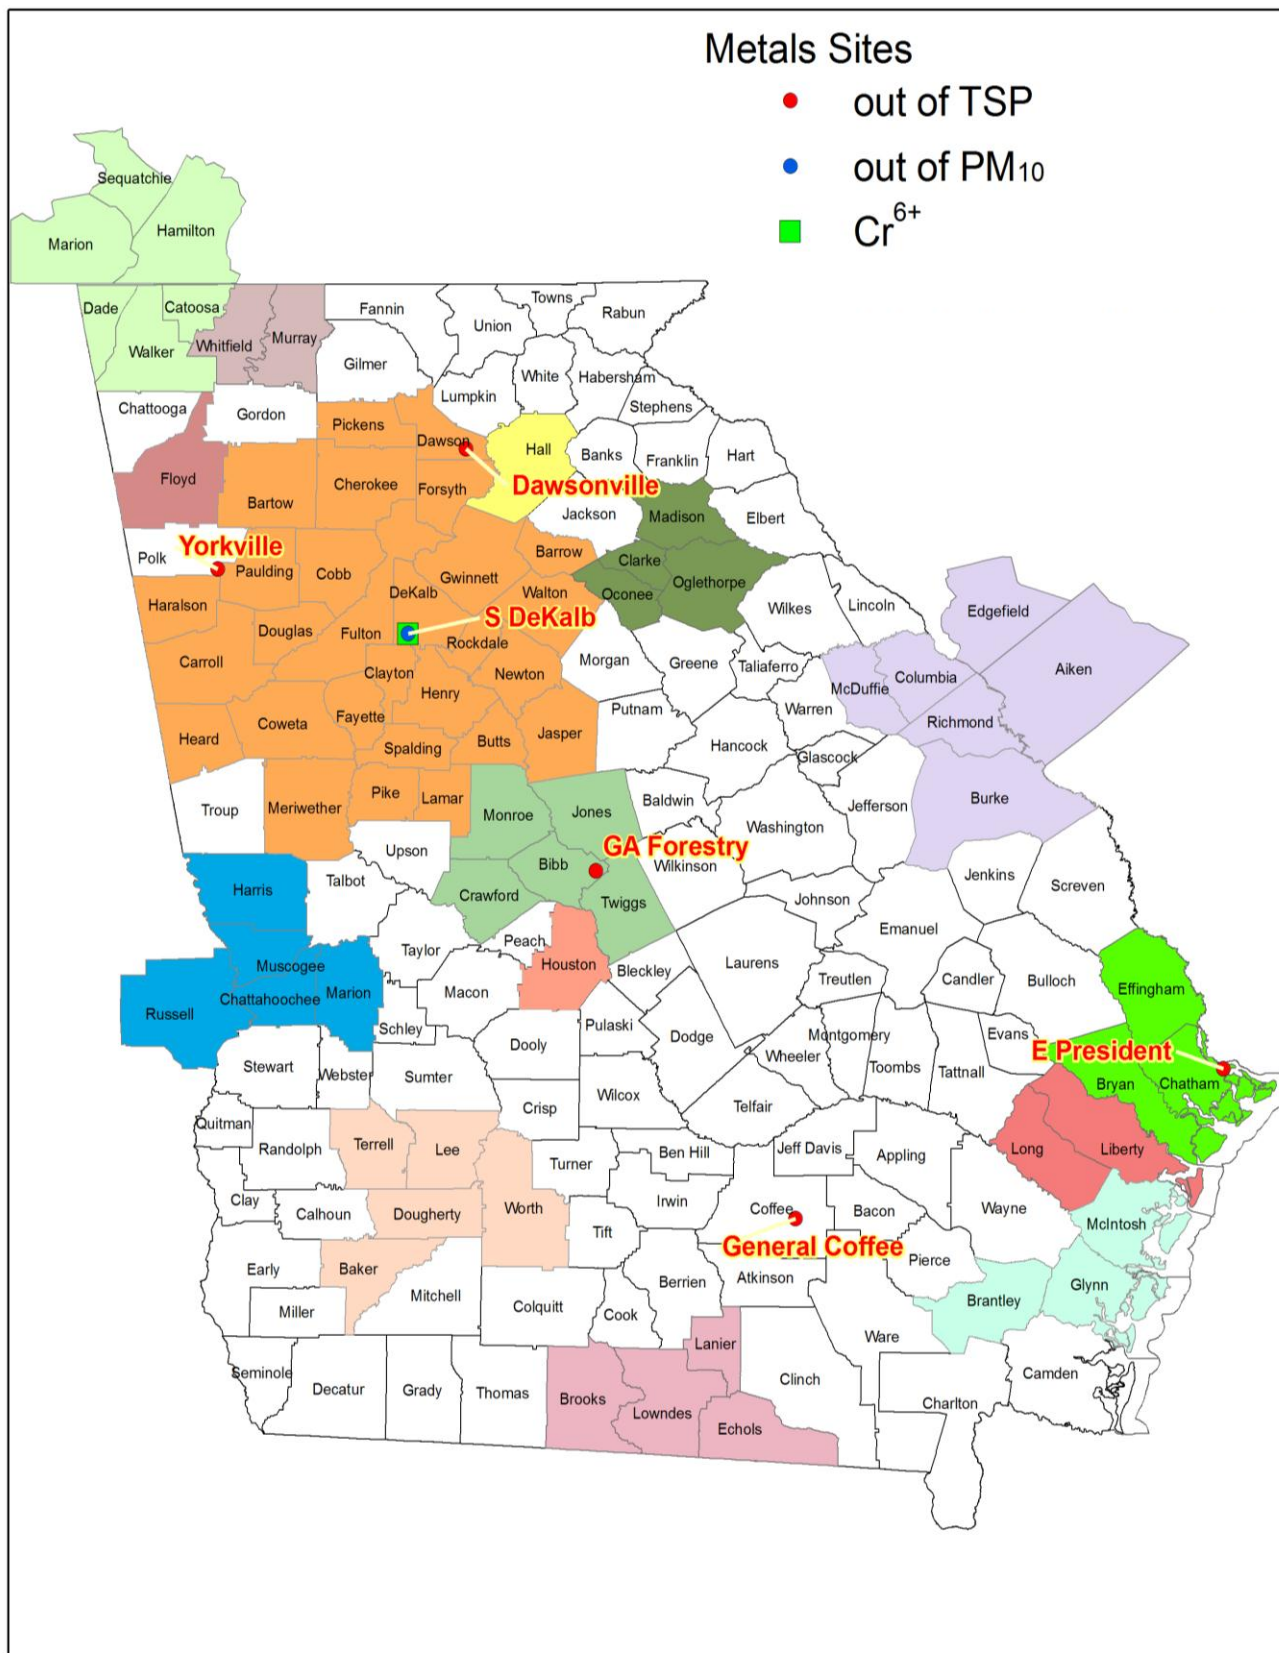 Metals Sites
out of TSP
out of PM10
Cr6+
Sequatchie
Marion
Hamilton
Dade
Catoosa
Walker
Whitfield
Murray
Fannin
Union
Towns
Rabun
Gilmer
Lumpkin
White
Habersham
Stephens
Chattooga
Gordon
Pickens
Dawson
Hall
Banks
Franklin
Hart
Floyd
Bartow
Cherokee
Forsyth
Dawsonville
Jackson
Madison
Elbert
Polk
Yorkville
Paulding
Cobb
DeKalb
Gwinnett
Barrow
Clarke
Oglethorpe
Oconee
Walton
Haralson
Douglas
Fulton
S DeKalb
Rockdale
Wilkes
Lincoln
Edgefield
Aiken
Carroll
Clayton
Henry
Newton
Morgan
Greene
Taliaferro
McDuffie
Columbia
Richmond
Warren
Heard
Coweta
Fayette
Spalding
Butts
Jasper
Putnam
Hancock
Glascock
Troup
Meriwether
Pike
Lamar
Monroe
Jones
Baldwin
Washington
Jefferson
Burke
Upson
GA Forestry
Wilkinson
Harris
Talbot
Crawford
Bibb
Twiggs
Johnson
Jenkins
Screven
Emanuel
Taylor
Peach
Houston
Bleckley
Laurens
Treutlen
Candler
Bulloch
Effingham
Muscogee
Chattahoochee
Marion
Russell
Macon
Schley
Dooly
Pulaski
Dodge
Wheeler
Montgomery
Toombs
Tattnall
Evans
E President
Bryan
Chatham
Stewart
Webster
Sumter
Crisp
Wilcox
Telfair
Quitman
Randolph
Terrell
Lee
Turner
Ben Hill
Jeff Davis
Appling
Long
Liberty
Clay
Calhoun
Dougherty
Worth
Tift
Irwin
Coffee
Bacon
Wayne
McIntosh
General Coffee
Early
Baker
Mitchell
Miller
Colquitt
Cook
Berrien
Atkinson
Pierce
Brantley
Glynn
Ware
Lanier
Clinch
Camden
Charlton
Seminole
Decatur
Grady
Thomas
Brooks
Lowndes
Echols